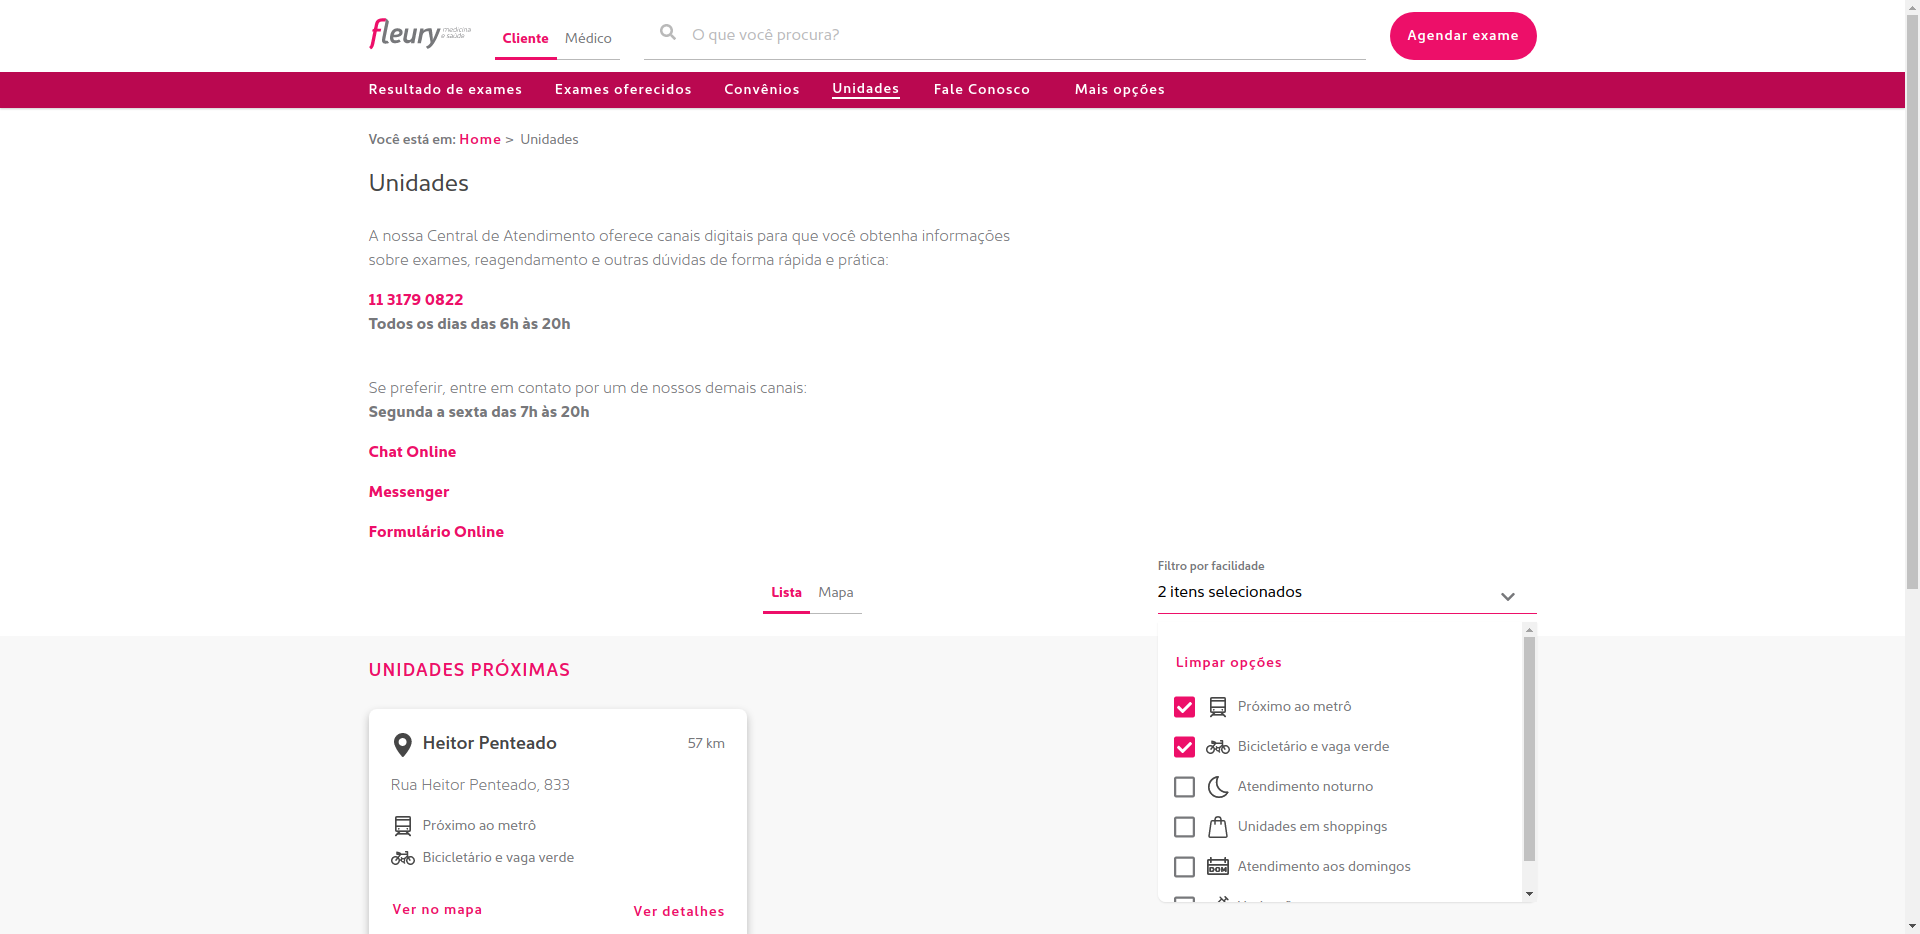 fleury medicina e saúde
Cliente
Médico
O que você procura?
Agendar exame
Resultado de exames
Exames oferecidos
Convênios
Unidades
Fale Conosco
Mais opções
Você está em: Home > Unidades
Unidades
A nossa Central de Atendimento oferece canais digitais para que você obtenha informações
sobre exames, reagendamento e outras dúvidas de forma rápida e prática:
11 3179 0822
Todos os dias das 6h às 20h
Se preferir, entre em contato por um de nossos demais canais:
Segunda a sexta das 7h às 20h
Chat Online
Messenger
Formulário Online
Lista
Mapa
Filtro por facilidade
2 itens selecionados
Limpar opções
Próximo ao metrô
Bicicletário e vaga verde
Atendimento noturno
Unidades em shoppings
DOM Atendimento aos domingos
UNIDADES PRÓXIMAS
Heitor Penteado
57 km
Rua Heitor Penteado, 833
Próximo ao metrô
Bicicletário e vaga verde
Ver no mapa
Ver detalhes